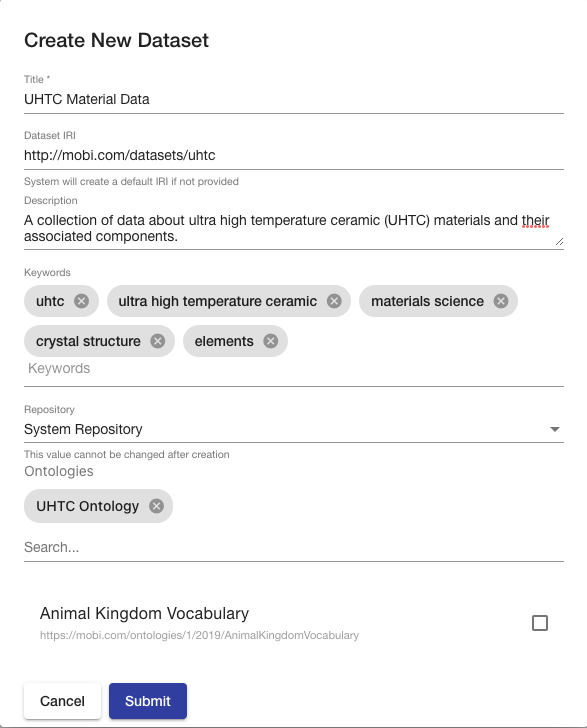 Create New Dataset
Title *
UHTC Material Data
Dataset IRI
http://mobi.com/datasets/uhtc
System will create a default IRI if not provided
Description
A collection of data about ultra high temperature ceramic (UHTC) materials and their
associated components.
Keywords
uhtc ultra high temperature ceramic materials science
crystal structure elements
Keywords
Repository
System Repository
This value cannot be changed after creation
Ontologies
UHTC Ontology
Search...
Animal Kingdom Vocabulary
https://mobi.com/ontologies/1/2019/AnimalKingdomVocabulary
Cancel Submit